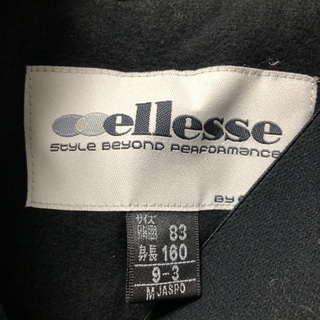 ellesse
STYLE BEYOND PERFORMANCE
BY
サイズ
胸囲 83
身長 160
9-3
M JASPO